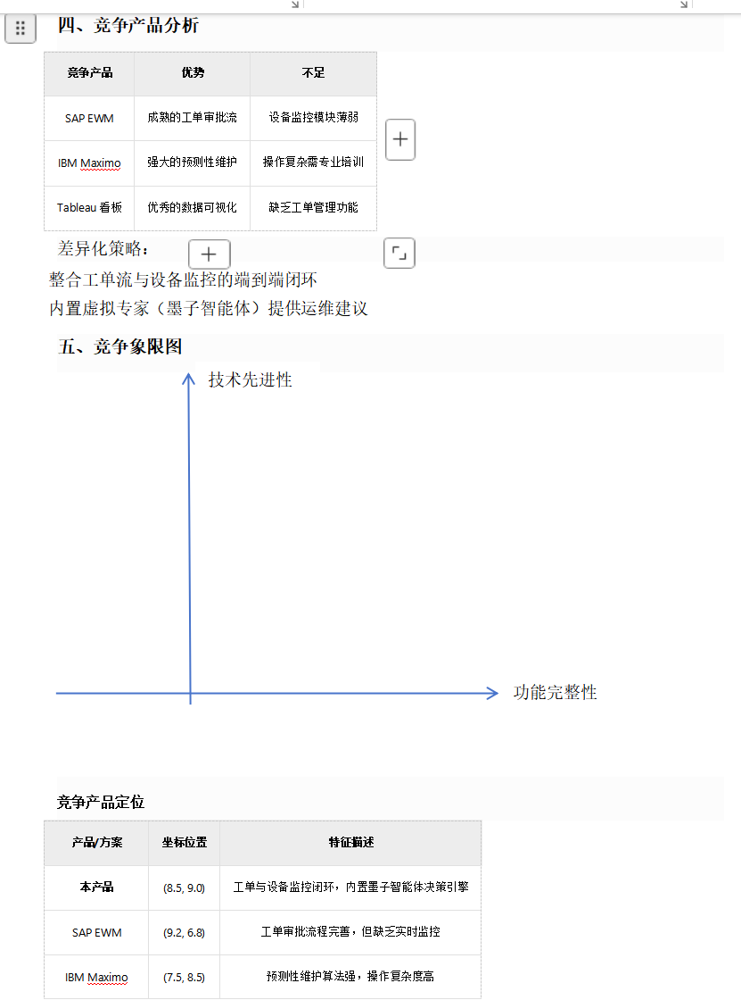 四、竞争产品分析
竞争产品 优势 不足
SAP EWM 成熟的工单审批流 设备监控模块薄弱
IBM Maximo 强大的预测性维护 操作复杂需专业培训
Tableau 看板 优秀的数据可视化 缺乏工单管理功能
差异化策略：
整合工单流与设备监控的端到端闭环
内置虚拟专家（墨子智能体）提供运维建议
五、竞争象限图
技术先进性
功能完整性
竞争产品定位
产品/方案 坐标位置 特征描述
本产品 (8.5, 9.0) 工单与设备监控闭环，内置墨子智能体决策引擎
SAP EWM (9.2, 6.8) 工单审批流程完善，但缺乏实时监控
IBM Maximo (7.5, 8.5) 预测性维护算法强，操作复杂度高